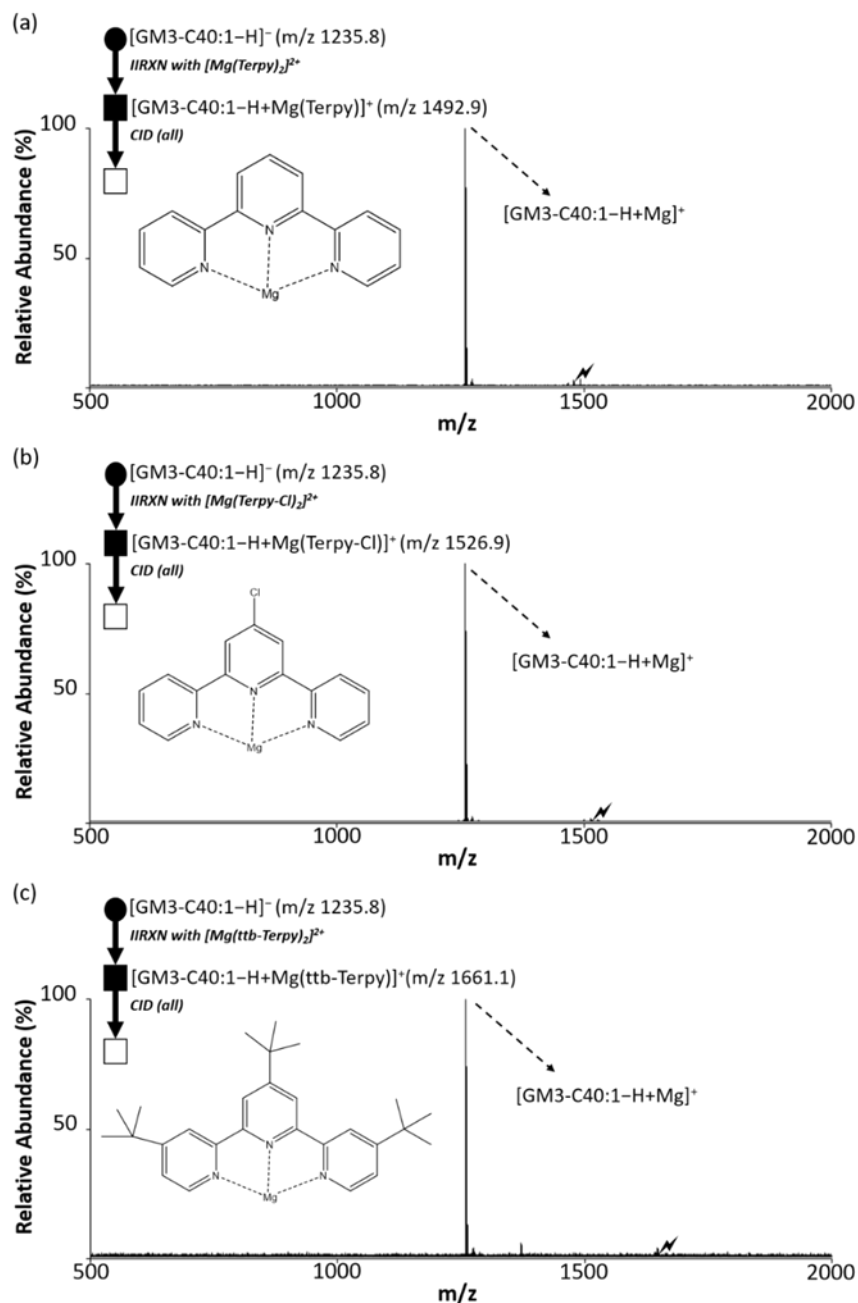 (a)
[GM3-C40:1−H]⁻ (m/z 1235.8)
IIRXN with [Mg(Terpy)₂]²⁺
[GM3-C40:1−H+Mg(Terpy)]⁺ (m/z 1492.9)
CID (all)
100
50
Relative Abundance (%)
N
N
N
Mg
[GM3-C40:1−H+Mg]⁺
500
1000
1500
2000
m/z
(b)
[GM3-C40:1−H]⁻ (m/z 1235.8)
IIRXN with [Mg(Terpy-Cl)₂]²⁺
[GM3-C40:1−H+Mg(Terpy-Cl)]⁺ (m/z 1526.9)
CID (all)
100
50
Relative Abundance (%)
Cl
N
N
N
Mg
[GM3-C40:1−H+Mg]⁺
500
1000
1500
2000
m/z
(c)
[GM3-C40:1−H]⁻ (m/z 1235.8)
IIRXN with [Mg(ttb-Terpy)₂]²⁺
[GM3-C40:1−H+Mg(ttb-Terpy)]⁺(m/z 1661.1)
CID (all)
100
50
Relative Abundance (%)
N
N
N
Mg
[GM3-C40:1−H+Mg]⁺
500
1000
1500
2000
m/z